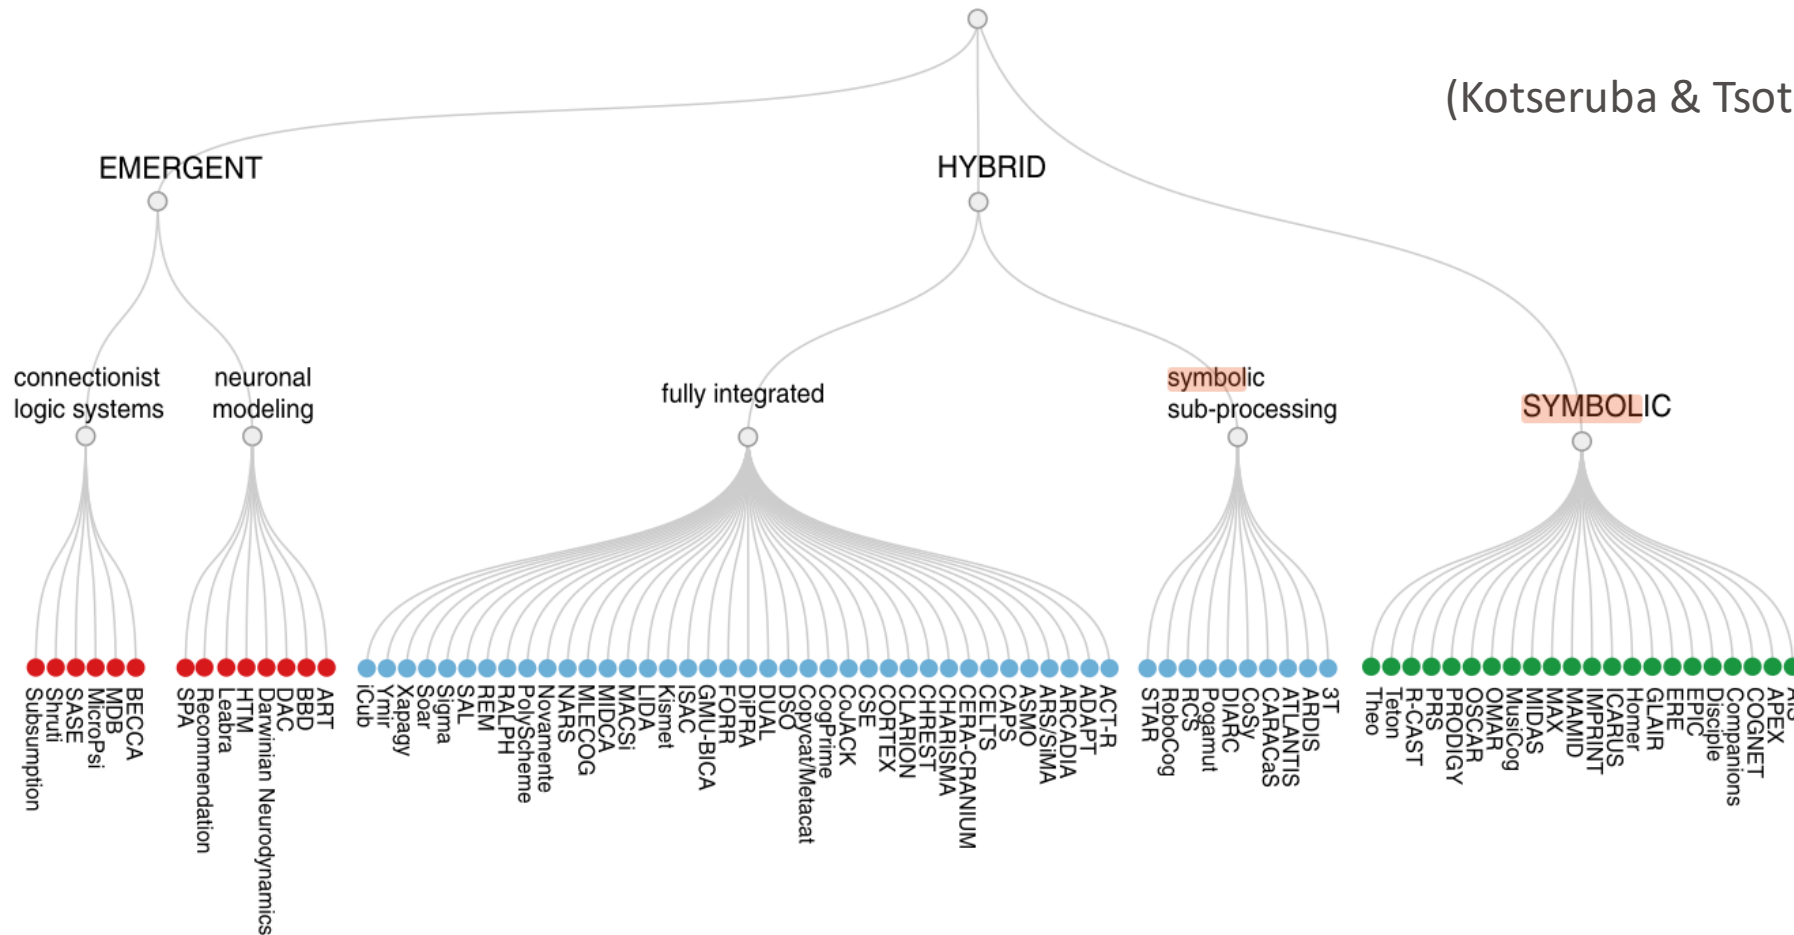 (Kotseruba & Tsot
EMERGENT
HYBRID
connectionist
logic systems
neuronal
modeling
fully integrated
symbolic
sub-processing
SYMBOLIC
Subsumption
Shruti
SASE
MicroPsi
MDB
BECCA
SPA
Recommendation
Leabra
HTM
Darwinian Neurodynamics
DAC
BBD
ART
iCub
Ymir
Xapagy
Soar
Sigma
SAL
REM
RALPH
PolyScheme
Novamente
NARS
MLECOG
MIDCA
MACSi
LIDA
Kismet
ISAC
GMU-BICA
FORR
DiPRA
DUAL
DSO
Copycat/Metacat
CogPrime
CoJACK
CSE
CORTEX
CLARION
CHREST
CHARISMA
CERA-CRANIUM
CELTS
CAPS
ASMO
ARS/SiMA
ARCADIA
ADAPT
ACT-R
STAR
RoboCog
RCS
Pogamut
DIARC
CoSy
CARACaS
ATLANTIS
ARDIS
3T
Theo
Teton
R-CAST
PRS
PRODIGY
OSCAR
OMAR
MusiCog
MIDAS
MAX
MAMID
IMPRINT
ICARUS
Homer
GLAIR
ERE
EPIC
Disciple
Companions
COGNET
APEX